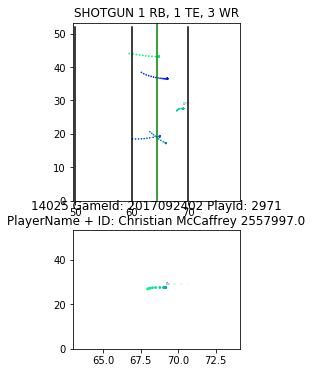 SHOTGUN 1 RB, 1 TE, 3 WR
50
40
30
20
10
0
50 60 70
14025 GameId: 2017092402 PlayId: 2971
PlayerName + ID: Christian McCaffrey 2557997.0
40
20
0
65.0 67.5 70.0 72.5